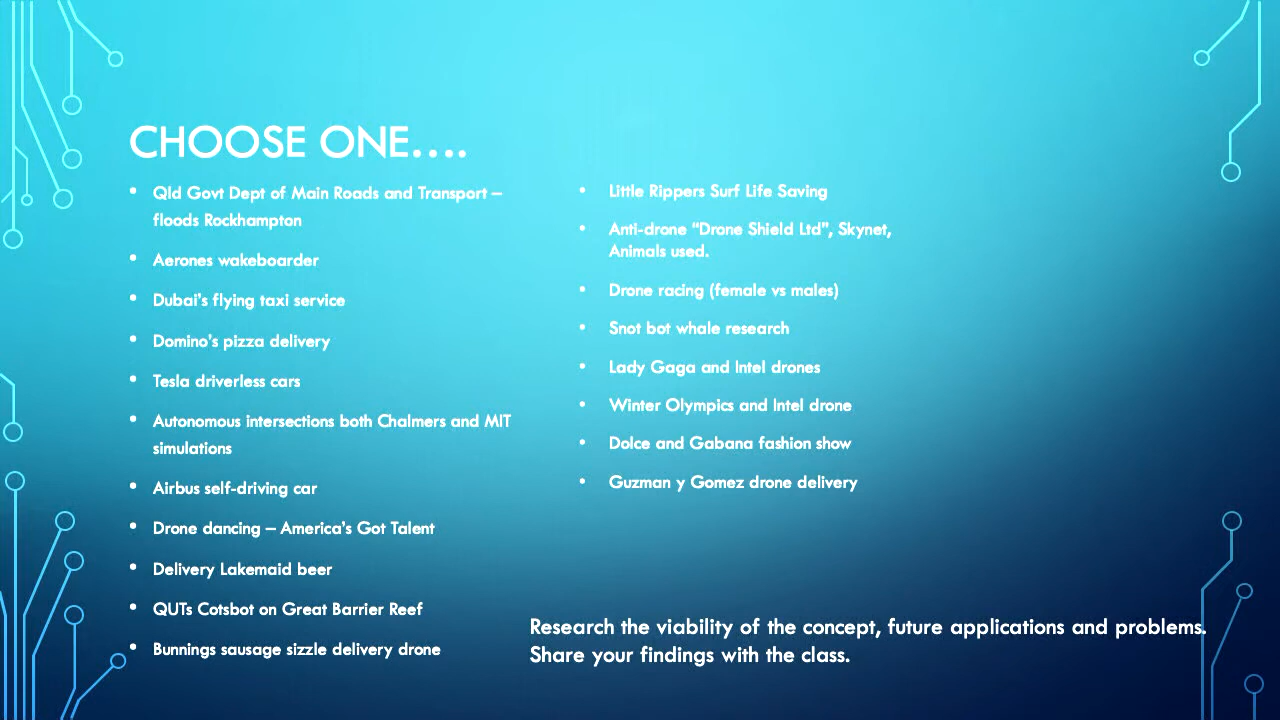 CHOOSE ONE....
• Qld Govt Dept of Main Roads and Transport –
floods Rockhampton
• Aerones wakeboarder
• Dubai's flying taxi service
• Domino's pizza delivery
• Tesla driverless cars
• Autonomous intersections both Chalmers and MIT
simulations
• Airbus self-driving car
• Drone dancing – America's Got Talent
• Delivery Lakemaid beer
• QUTs Cotsbot on Great Barrier Reef
• Bunnings sausage sizzle delivery drone
• Little Rippers Surf Life Saving
• Anti-drone “Drone Shield Ltd”, Skynet,
Animals used.
• Drone racing (female vs males)
• Snot bot whale research
• Lady Gaga and Intel drones
• Winter Olympics and Intel drone
• Dolce and Gabana fashion show
• Guzman y Gomez drone delivery
Research the viability of the concept, future applications and problems.
Share your findings with the class.